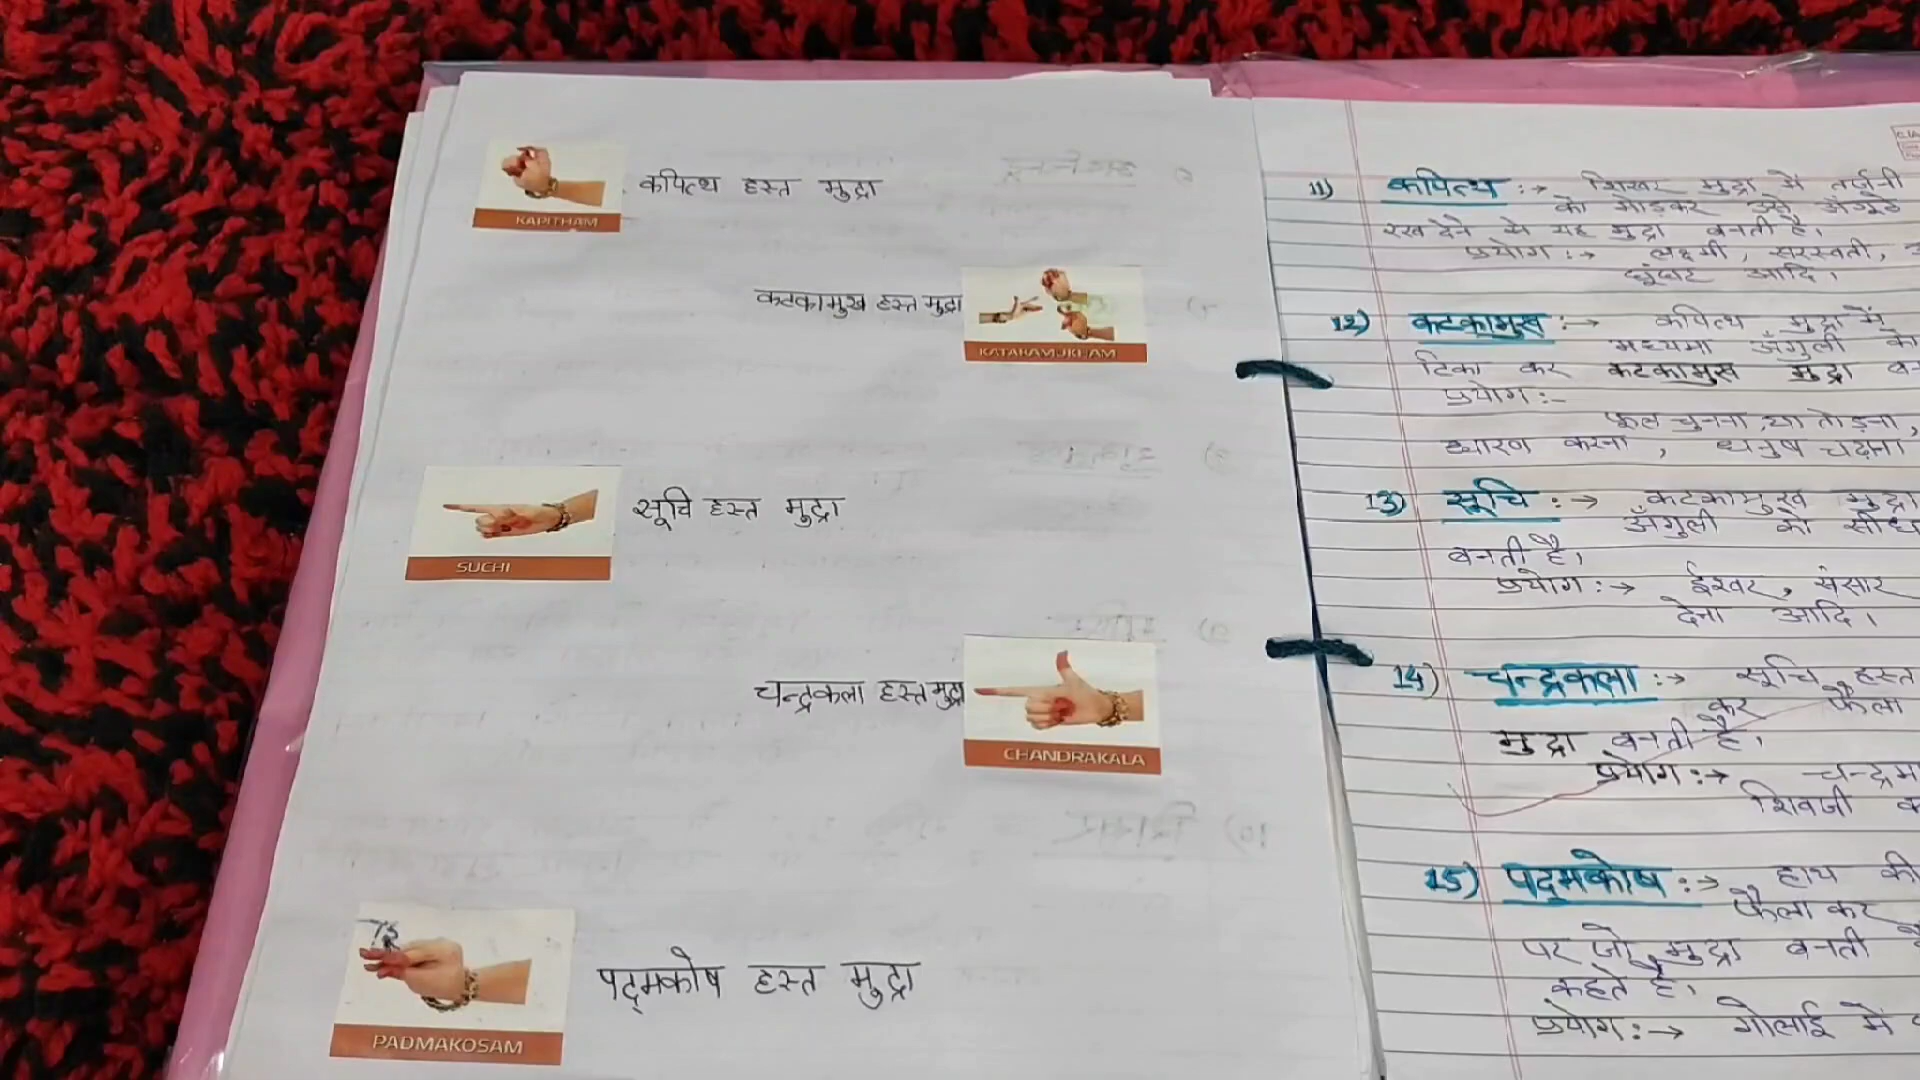 KAPITHAM
कपित्थ हस्त मुद्रा
कटकामुख हस्त मुद्रा
KATAKAMUKHAM
SUCHI
सूचि हस्त मुद्रा
चन्द्रकला हस्त मुद्रा
CHANDRAKALA
PADMAKOSAM
पद्मकोष हस्त मुद्रा
11) कपित्थ :→ शिखर मुद्रा में तर्जनी
को मोड़कर उसे अँगूठे
रख देने से यह मुद्रा बनती है।
प्रयोग :→ लक्ष्मी, सरस्वती,
आदि।
12) कटकामुख :→ कपित्थ मुद्रा में
मध्यमा अँगुली को
टिका कर कटकामुख मुद्रा
प्रयोग :-
फूल चुनना, या तोड़ना,
धारण करना, धनुष चढ़ाना
13) सूचि :→ कटकामुख मुद्रा
अँगुली को
बनती है।
प्रयोग :→ ईश्वर, संसार
देना आदि।
14) चन्द्रकला :→ सूचि हस्त
कर फैला
मुद्रा बनती है।
प्रयोग :→
शिवजी
15) पद्मकोष :→ हाथ की
फैला कर
पर जो मुद्रा बनती
कहते है।
प्रयोग :→ गोलाई में